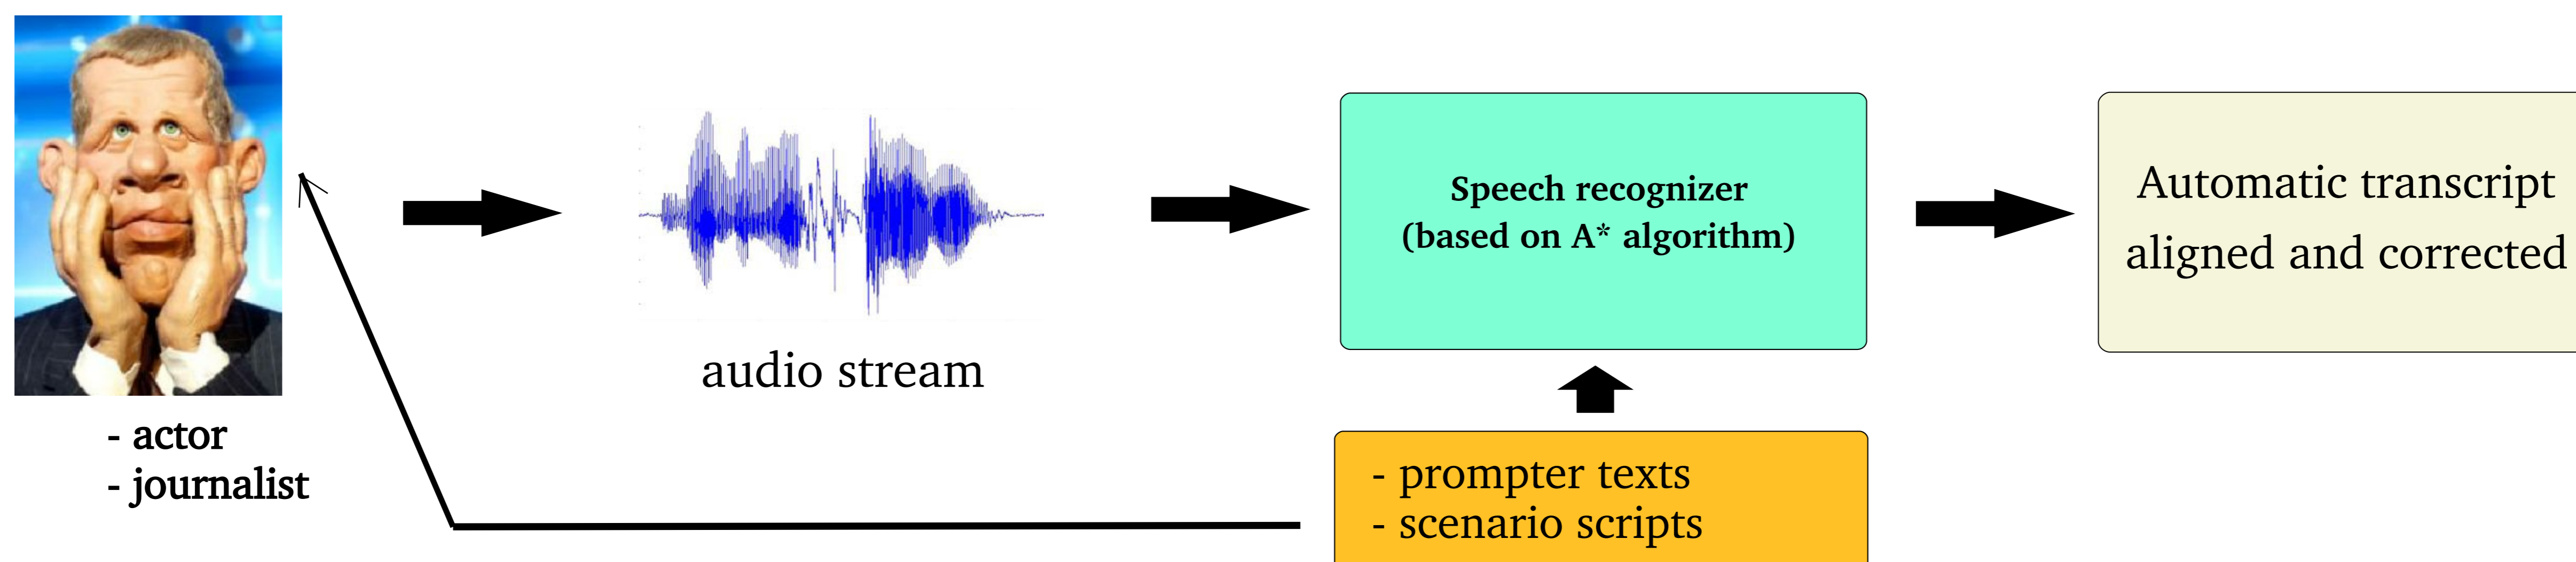 - actor
- journalist
audio stream
Speech recognizer
(based on A* algorithm)
Automatic transcript
aligned and corrected
- prompter texts
- scenario scripts